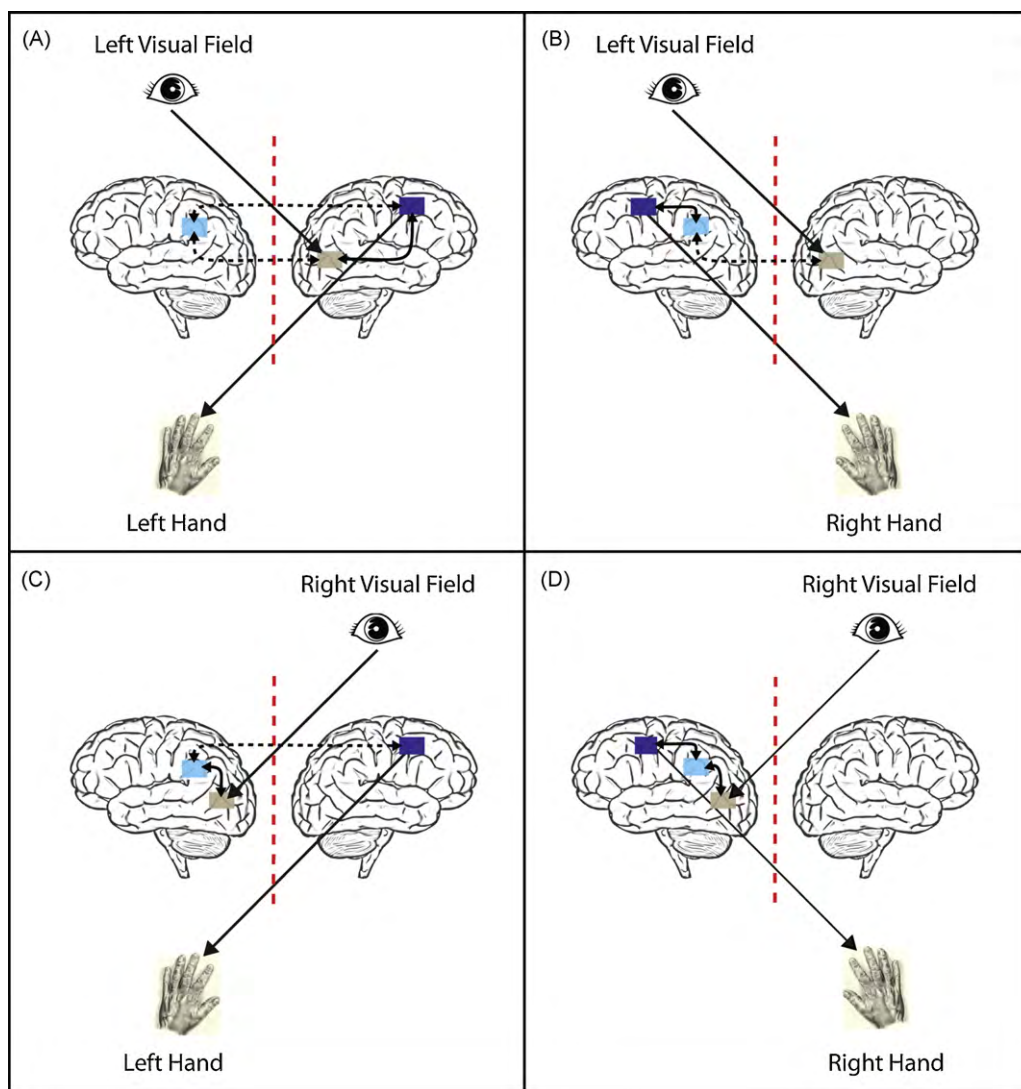 (A)
Left Visual Field
Left Hand
(B)
Left Visual Field
Right Hand
(C)
Right Visual Field
Left Hand
(D)
Right Visual Field
Right Hand